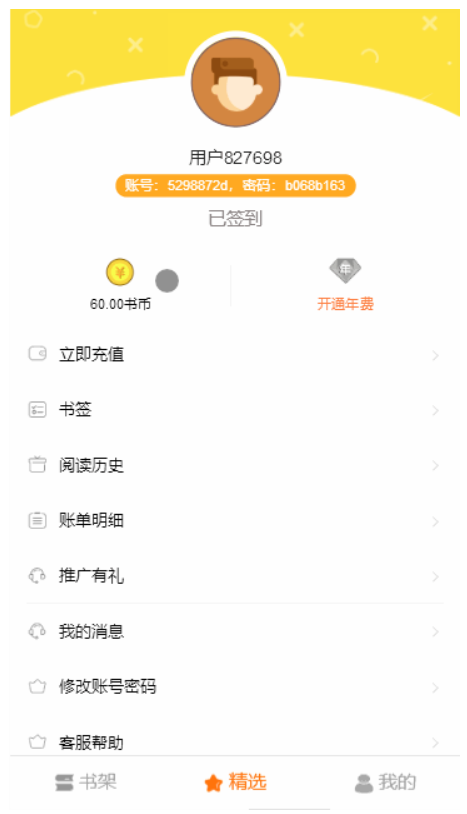 用户827698
账号：5298872d，密码：b068b163
已签到
¥
年
60.00书币
开通年费
立即充值
书签
阅读历史
账单明细
推广有礼
我的消息
修改账号密码
客服帮助
书架 精选 我的